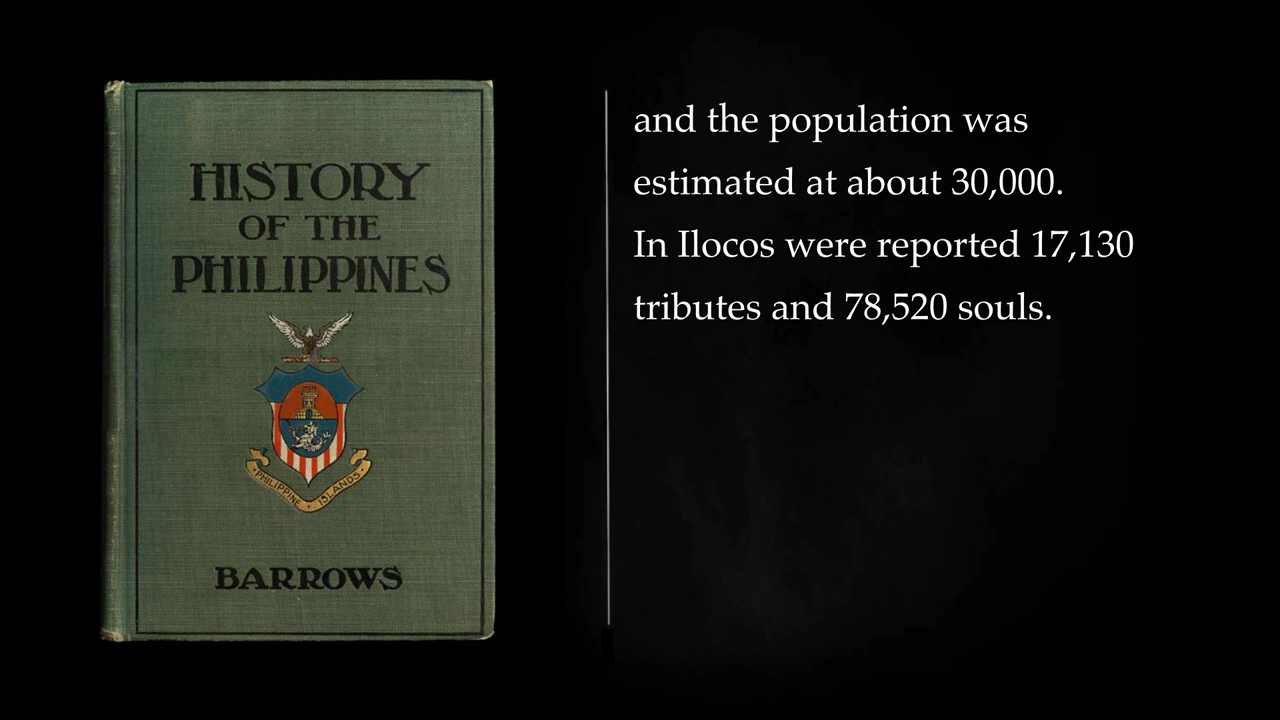 HISTORY
OF THE
PHILIPPINES
PHILIPPINE ISLANDS
BARROWS
and the population was
estimated at about 30,000.
In Ilocos were reported 17,130
tributes and 78,520 souls.